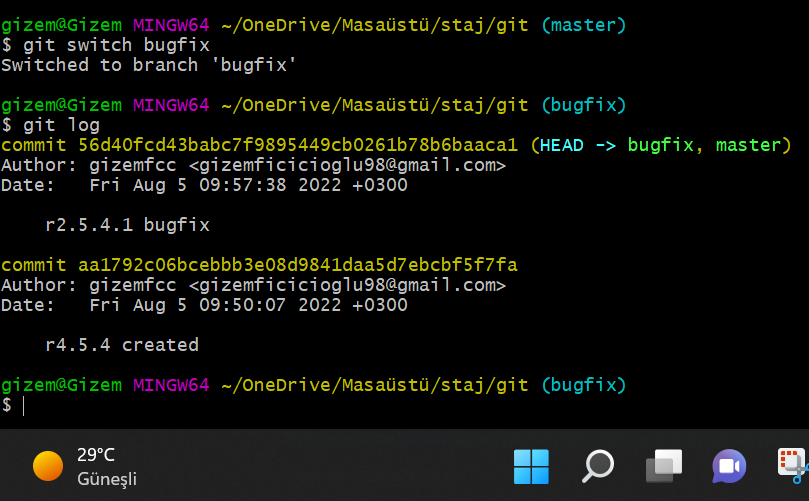 gizem@Gizem MINGW64 ~/OneDrive/Masaüstü/staj/git (master)
$ git switch bugfix
Switched to branch 'bugfix'
gizem@Gizem MINGW64 ~/OneDrive/Masaüstü/staj/git (bugfix)
$ git log
commit 56d40fcd43babc7f9895449cb0261b78b6baaca1 (HEAD -> bugfix, master)
Author: gizemfcc <gizemficicioglu98@gmail.com>
Date:   Fri Aug 5 09:57:38 2022 +0300
    r2.5.4.1 bugfix
commit aa1792c06bcebbb3e08d9841daa5d7ebcbf5f7fa
Author: gizemfcc <gizemficicioglu98@gmail.com>
Date:   Fri Aug 5 09:50:07 2022 +0300
    r4.5.4 created
gizem@Gizem MINGW64 ~/OneDrive/Masaüstü/staj/git (bugfix)
$
29°C
Güneşli